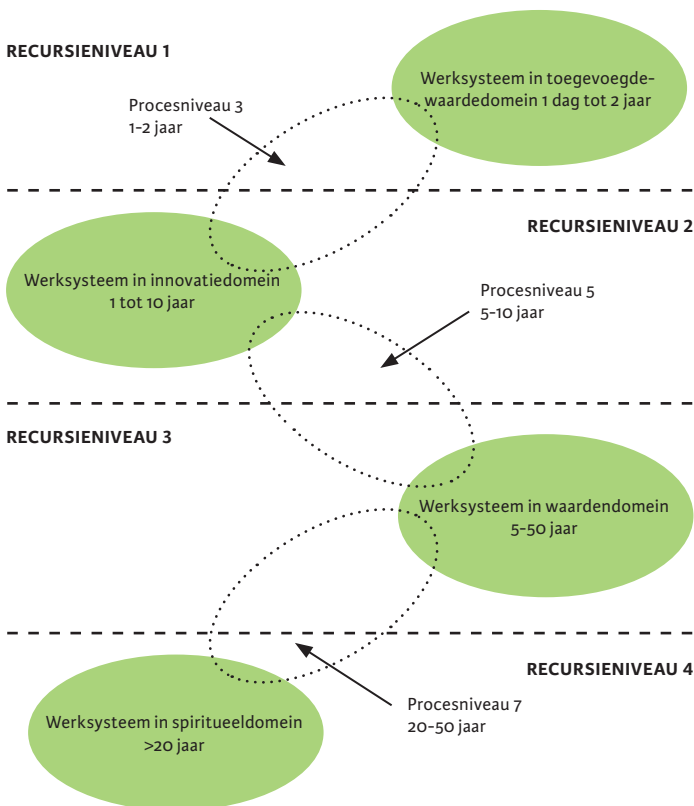 RECURSIENIVEAU 1
Werksysteem in toegevoegde-
waardedomein 1 dag tot 2 jaar
Procesniveau 3
1-2 jaar
RECURSIENIVEAU 2
Werksysteem in innovatiedomein
1 tot 10 jaar
Procesniveau 5
5-10 jaar
RECURSIENIVEAU 3
Werksysteem in waardendomein
5-50 jaar
RECURSIENIVEAU 4
Procesniveau 7
20-50 jaar
Werksysteem in spiritueeldomein
>20 jaar